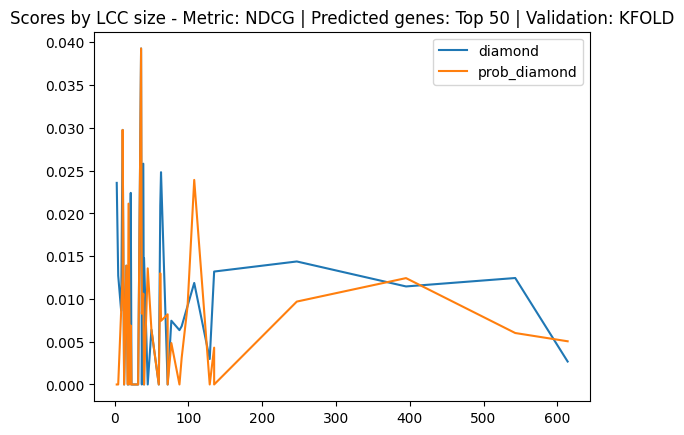 Scores by LCC size - Metric: NDCG | Predicted genes: Top 50 | Validation: KFOLD
diamond
prob_diamond
0.040
0.035
0.030
0.025
0.020
0.015
0.010
0.005
0.000
0 100 200 300 400 500 600